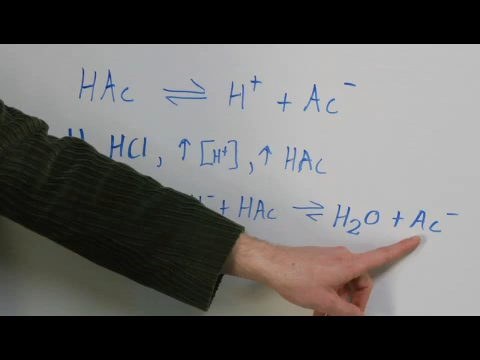 HAc ⇌ H⁺ + Ac⁻
HCl, ↑ [H⁺], ↑ HAc
⁻ + HAc ⇌ H₂O + Ac⁻